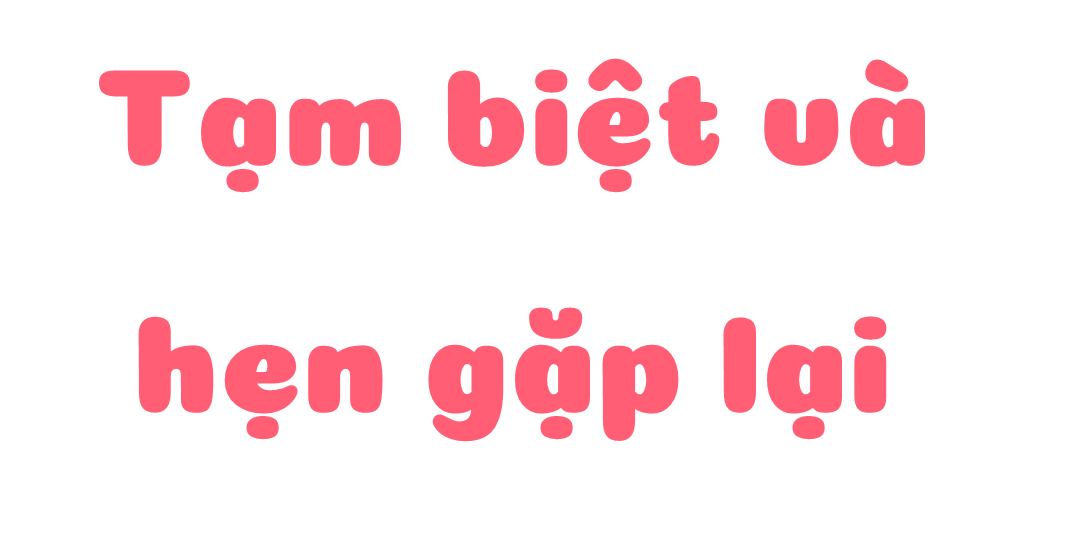 Tạm biệt và
hẹn gặp lại